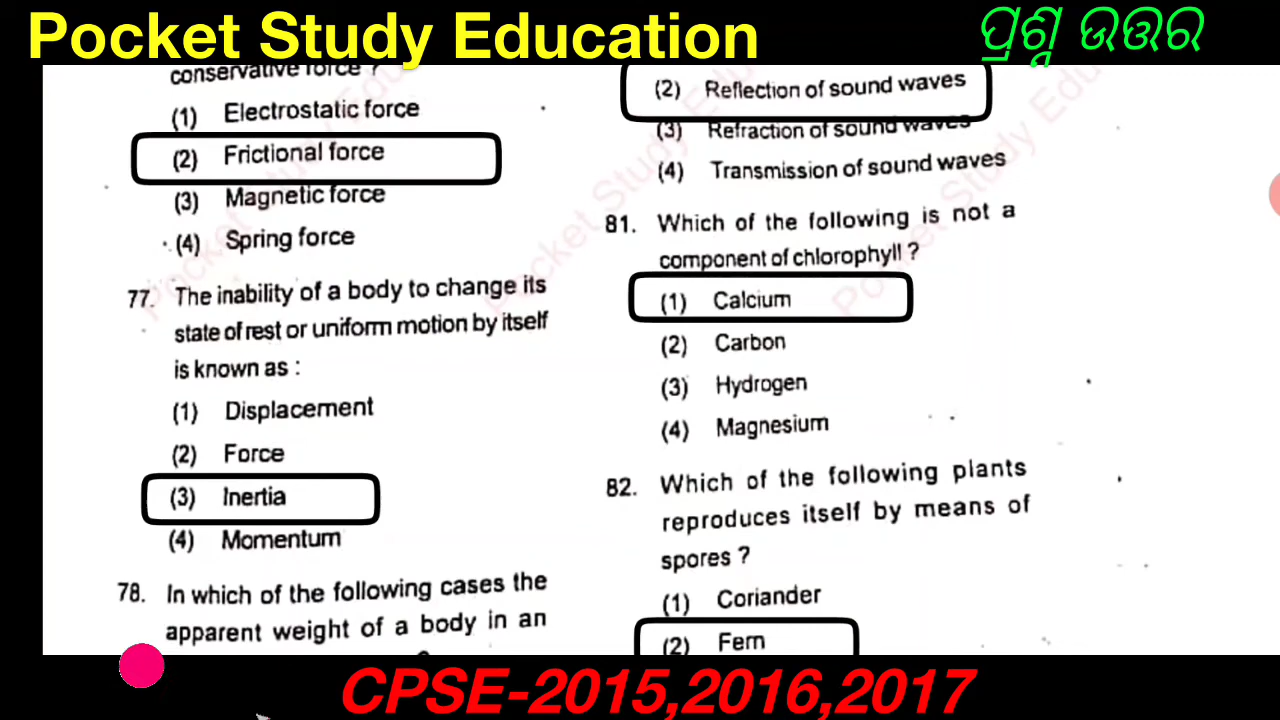 Pocket Study Education
ପ୍ରଶ୍ନ ଉତ୍ତର
conservative force ?
(1) Electrostatic force
(2) Frictional force
(3) Magnetic force
(4) Spring force
77. The inability of a body to change its
state of rest or uniform motion by itself
is known as :
(1) Displacement
(2) Force
(3) Inertia
(4) Momentum
78. In which of the following cases the
apparent weight of a body in an
(2) Reflection of sound waves
(3) Refraction of sound waves
(4) Transmission of sound waves
81. Which of the following is not a
component of chlorophyll ?
(1) Calcium
(2) Carbon
(3) Hydrogen
(4) Magnesium
82. Which of the following plants
reproduces itself by means of
spores ?
(1) Coriander
(2) Fern
CPSE-2015,2016,2017